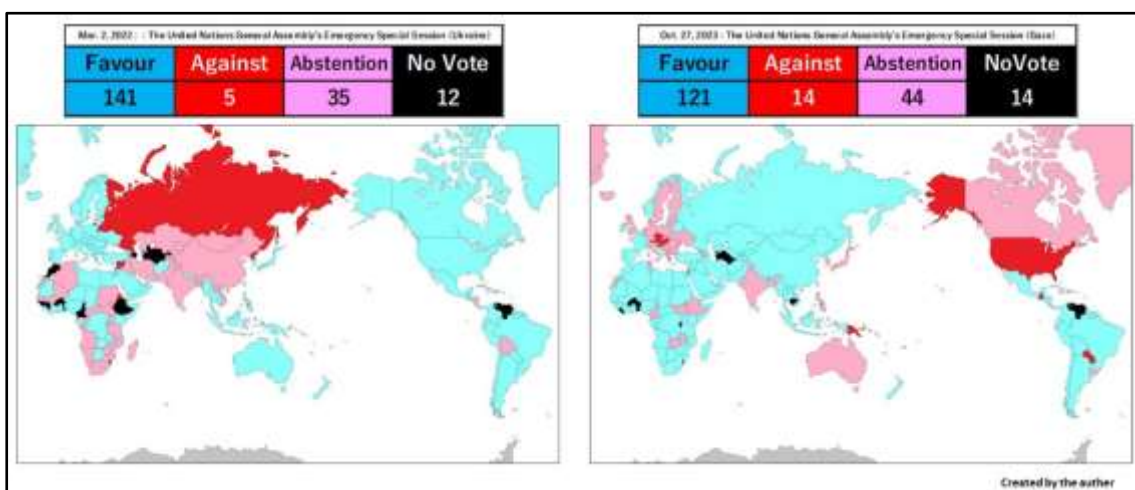 Mar. 2, 2022 : : The United Nations General Assembly's Emergency Special Session (Ukraine)
Favour Against Abstention No Vote
141 5 35 12
Oct. 27, 2023 : The United Nations General Assembly's Emergency Special Session (Gaza)
Favour Against Abstention NoVote
121 14 44 14
Created by the author